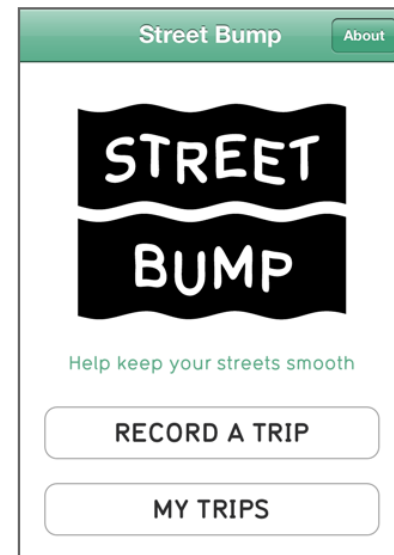 Street Bump
About
STREET
BUMP
Help keep your streets smooth
RECORD A TRIP
MY TRIPS